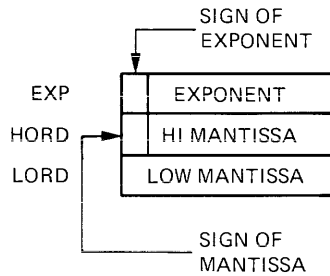 SIGN OF
EXPONENT
EXP
EXPONENT
HORD
HI MANTISSA
LORD
LOW MANTISSA
SIGN OF
MANTISSA